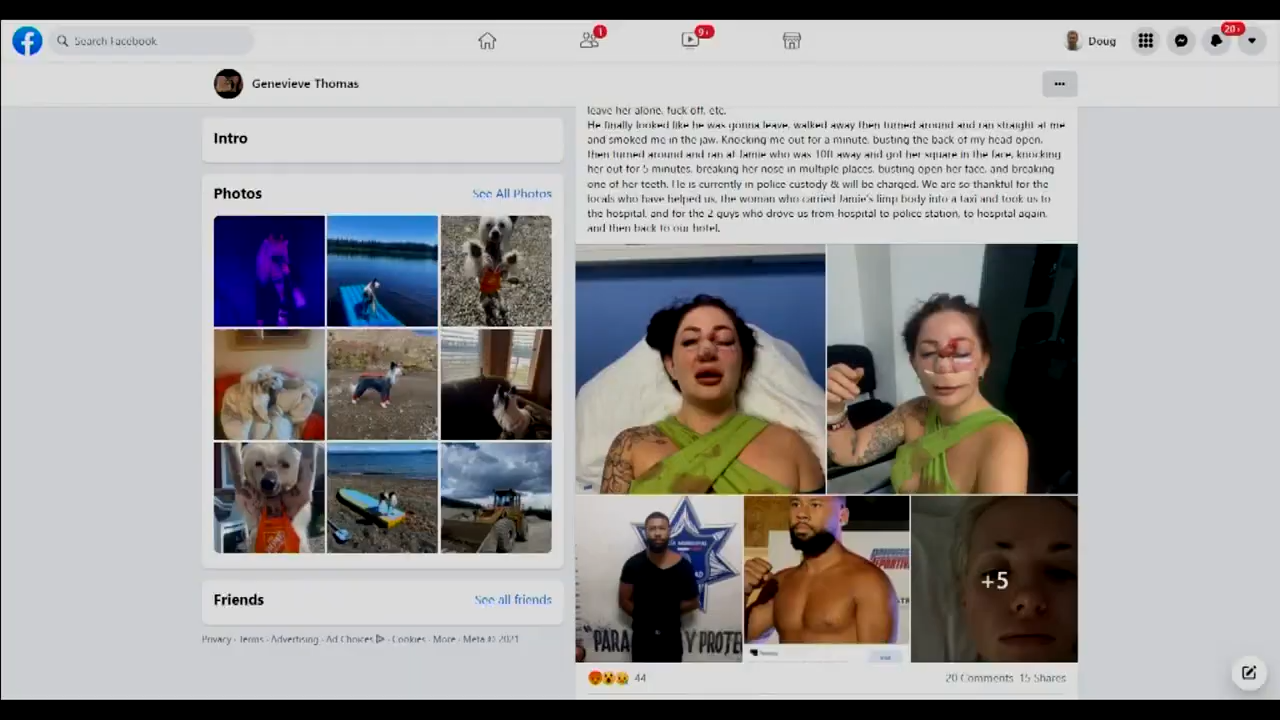 Search Facebook
1
9+
Doug
20+
Genevieve Thomas
leave her alone, fuck off, etc.
He finally looked like he was gonna leave, walked away then turned around and ran straight at me
and smoked me in the jaw. Knocking me out for a minute, busting the back of my head open,
then turned around and ran at Jamie who was 10ft away and got her square in the face, knocking
her out for 5 minutes, breaking her nose in multiple places, busting open her face, and breaking
one of her teeth. He is currently in police custody & will be charged. We are so thankful for the
locals who have helped us, the woman who carried Jamie's limp body into a taxi and took us to
the hospital, and for the 2 guys who drove us from hospital to police station, to hospital again,
and then back to our hotel.
Intro
Photos
See All Photos
Friends
See all friends
Privacy · Terms · Advertising · Ad Choices · Cookies · More · Meta © 2021
"PARA Y PROTE
+5
44
20 Comments 15 Shares